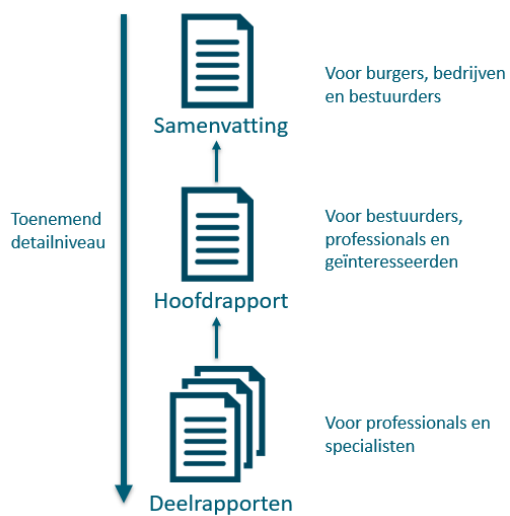 Voor burgers, bedrijven
en bestuurders
Samenvatting
Toenemend
detailniveau
Voor bestuurders,
professionals en
geïnteresseerden
Hoofdrapport
Voor professionals en
specialisten
Deelrapporten